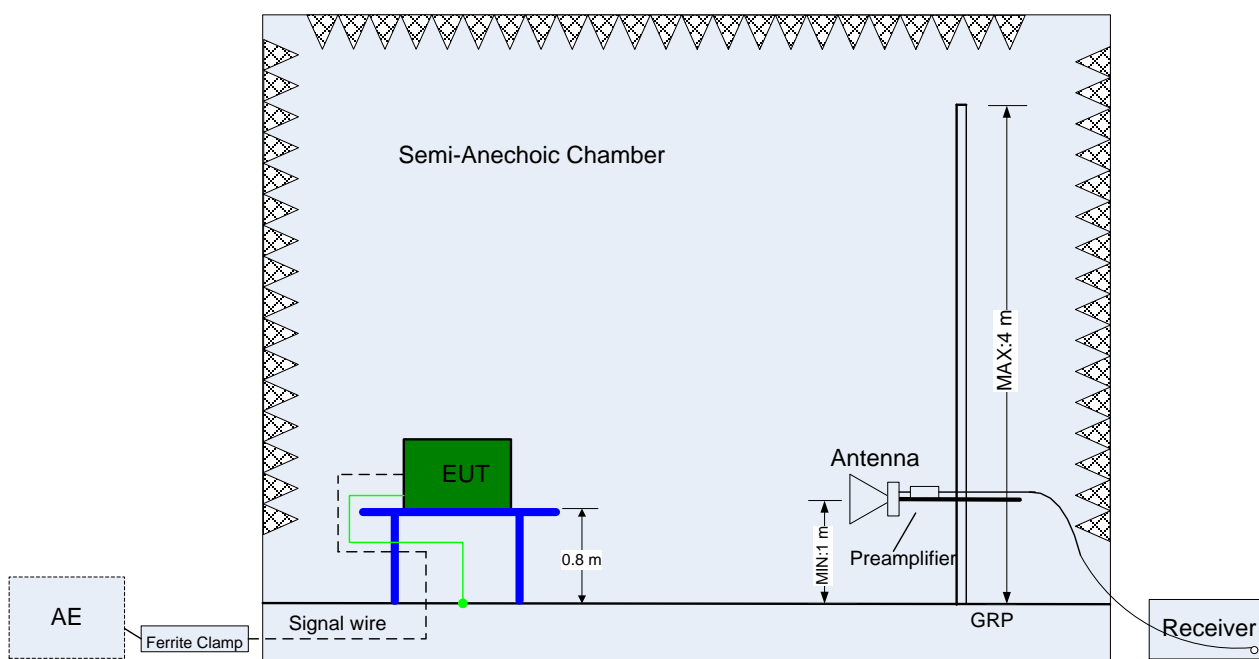 Semi-Anechoic Chamber
MAX:4 m
EUT
Antenna
0.8 m
MIN:1 m
Preamplifier
AE
Ferrite Clamp
Signal wire
GRP
Receiver